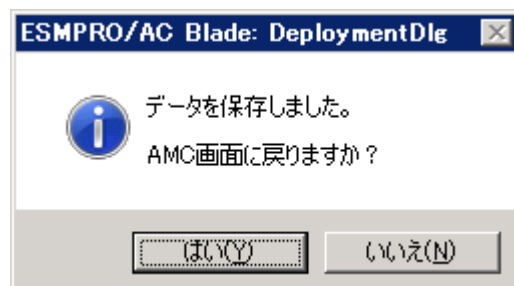 ESMPRO/AC Blade: DeploymentDlg
データを保存しました。
AMC画面に戻りますか？
はい(Y)
いいえ(N)